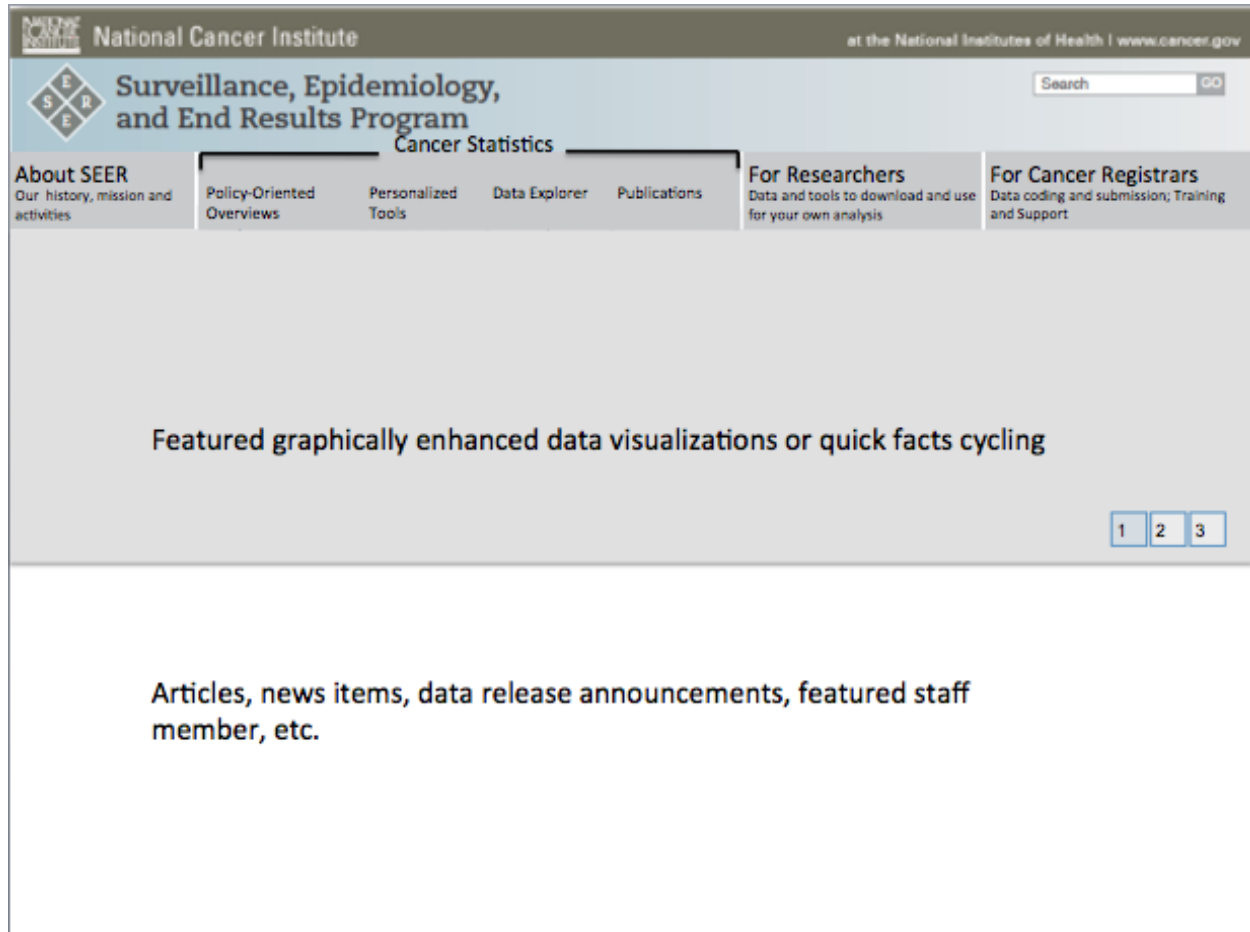 NATIONAL
CANCER
INSTITUTE
National Cancer Institute
at the National Institutes of Health | www.cancer.gov
S E R E
Surveillance, Epidemiology,
and End Results Program
Search GO
Cancer Statistics
About SEER
Our history, mission and
activities
Policy-Oriented
Overviews
Personalized
Tools
Data Explorer
Publications
For Researchers
Data and tools to download and use
for your own analysis
For Cancer Registrars
Data coding and submission; Training
and Support
Featured graphically enhanced data visualizations or quick facts cycling
1 2 3
Articles, news items, data release announcements, featured staff
member, etc.